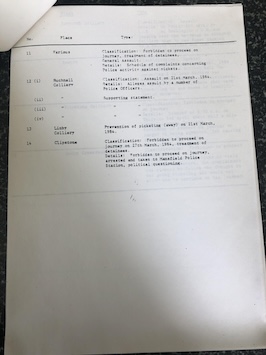 No. Place Type
11 Various Classification: Forbidden to proceed on
journey, treatment of detainees.
General assault.
Details: Schedule of complaints concerning
Police activity against pickets.
12 (i) Colliery Classification: Assault on 21st March, 1984.
Details: Alleges assault by a number of
Police Officers.
(ii) " Supporting statement.
(iii) " " "
(iv) " " "
13 Colliery Prevention of picketing on 21st March,
1984.
14 Clipstone Classification: Forbidden to proceed on
journey on 27th March, 1984, treatment of
detainees.
Details: Forbidden to proceed on journey,
arrested and taken to Mansfield Police
Station, political questioning.